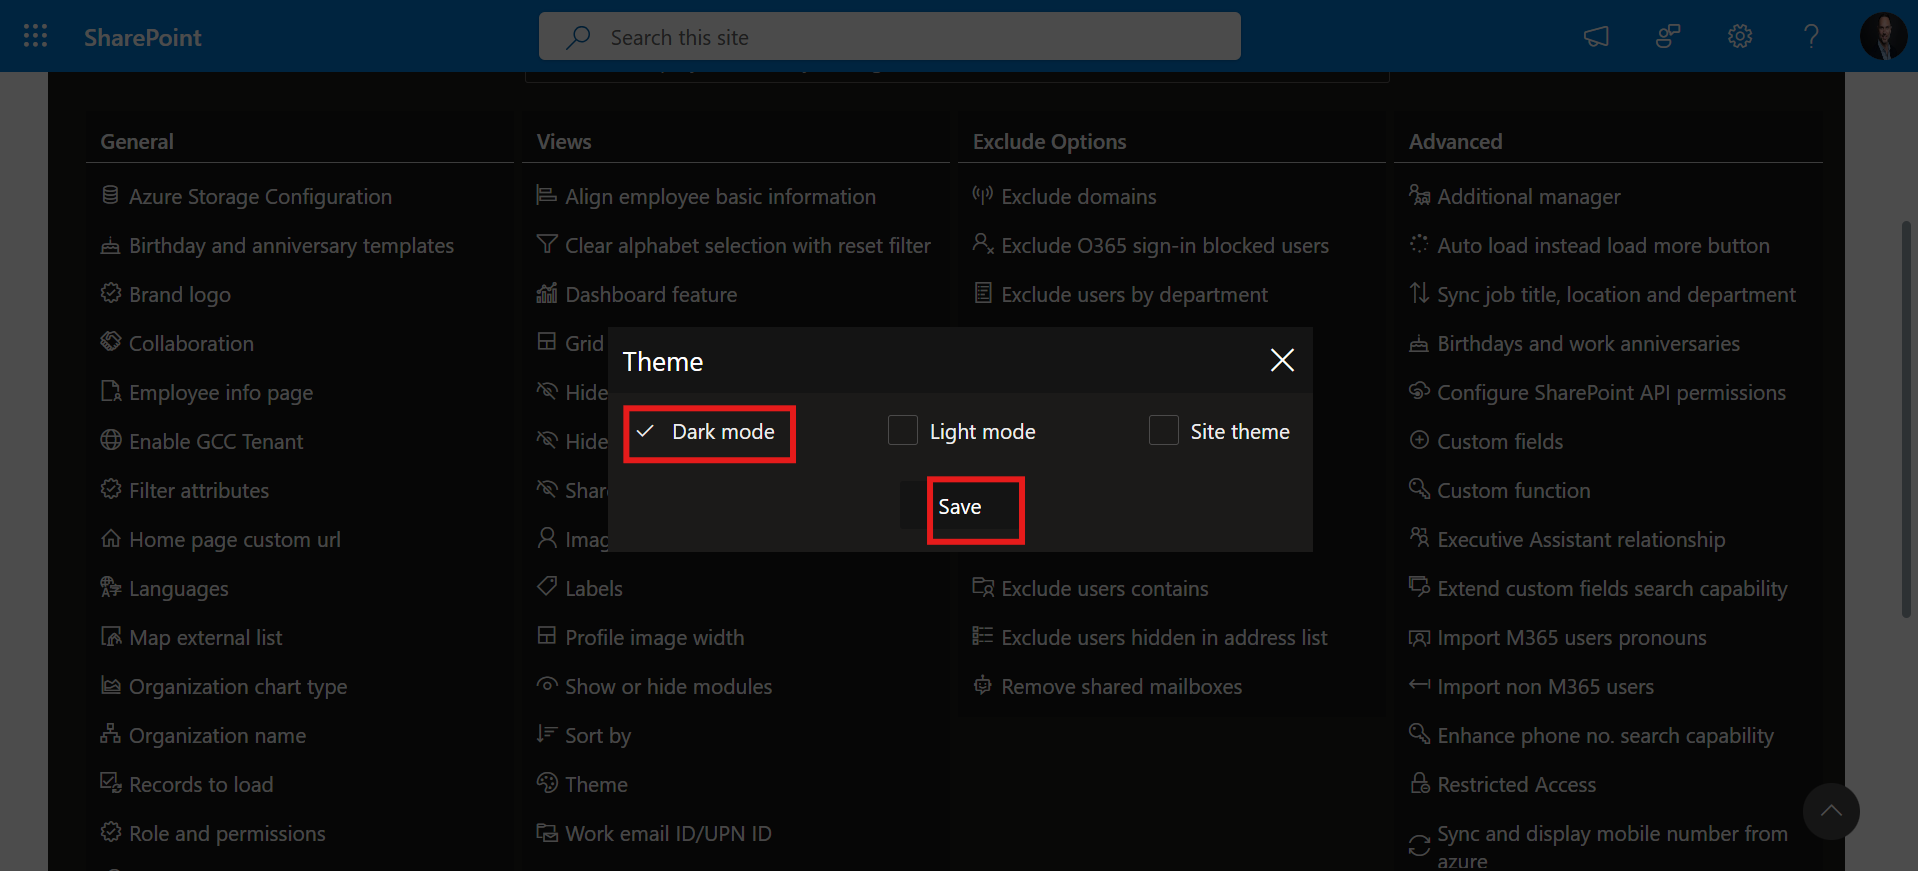 SharePoint
Search this site
General
Azure Storage Configuration
Birthday and anniversary templates
Brand logo
Collaboration
Employee info page
Enable GCC Tenant
Filter attributes
Home page custom url
Languages
Map external list
Organization chart type
Organization name
Records to load
Role and permissions
Views
Align employee basic information
Clear alphabet selection with reset filter
Dashboard feature
Grid
Hide
Hide
Labels
Profile image width
Show or hide modules
Sort by
Theme
Work email ID/UPN ID
Exclude Options
Exclude domains
Exclude O365 sign-in blocked users
Exclude users by department
Exclude users contains
Exclude users hidden in address list
Remove shared mailboxes
Advanced
Additional manager
Auto load instead load more button
Sync job title, location and department
Birthdays and work anniversaries
Configure SharePoint API permissions
Custom fields
Custom function
Executive Assistant relationship
Extend custom fields search capability
Import M365 users pronouns
Import non M365 users
Enhance phone no. search capability
Restricted Access
Sync and display mobile number from
azure
Theme
Dark mode
Light mode
Site theme
Save